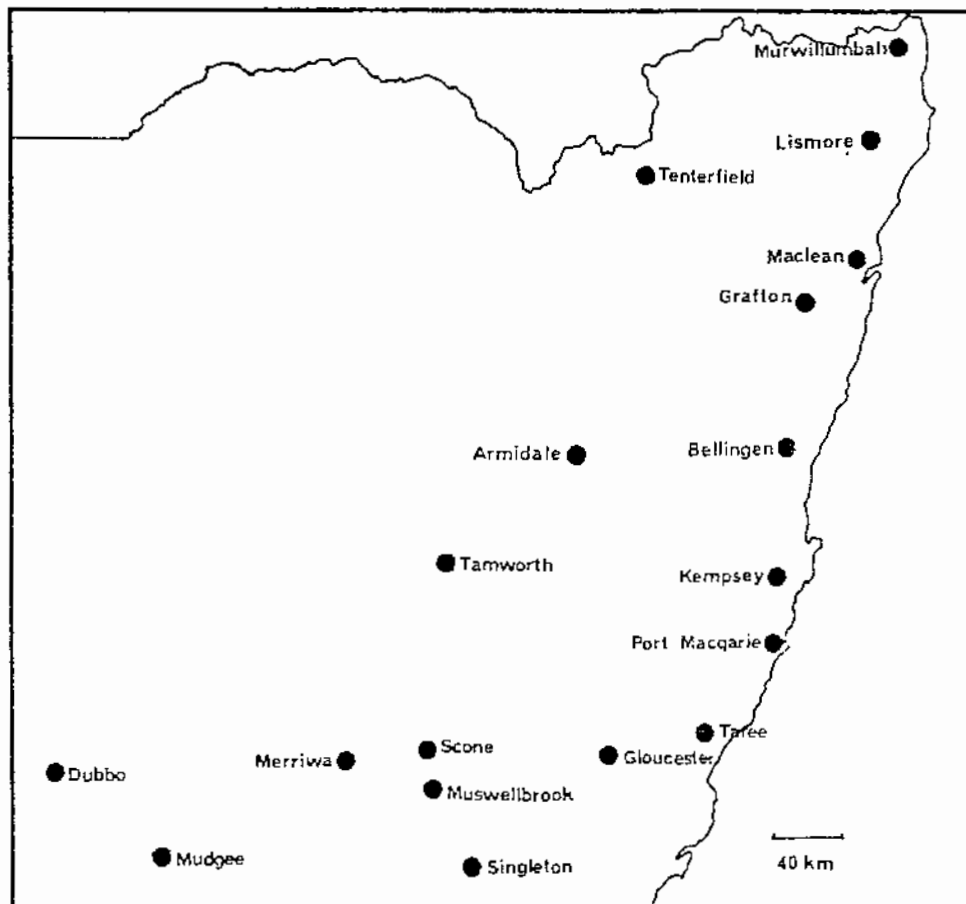 Murwillumbah
Lismore
Tenterfield
Maclean
Grafton
Armidale
Bellingen
Tamworth
Kempsey
Port Macqarie
Taree
Scone
Merriwa
Gloucester
Dubbo
Muswellbrook
40 km
Mudgee
Singleton